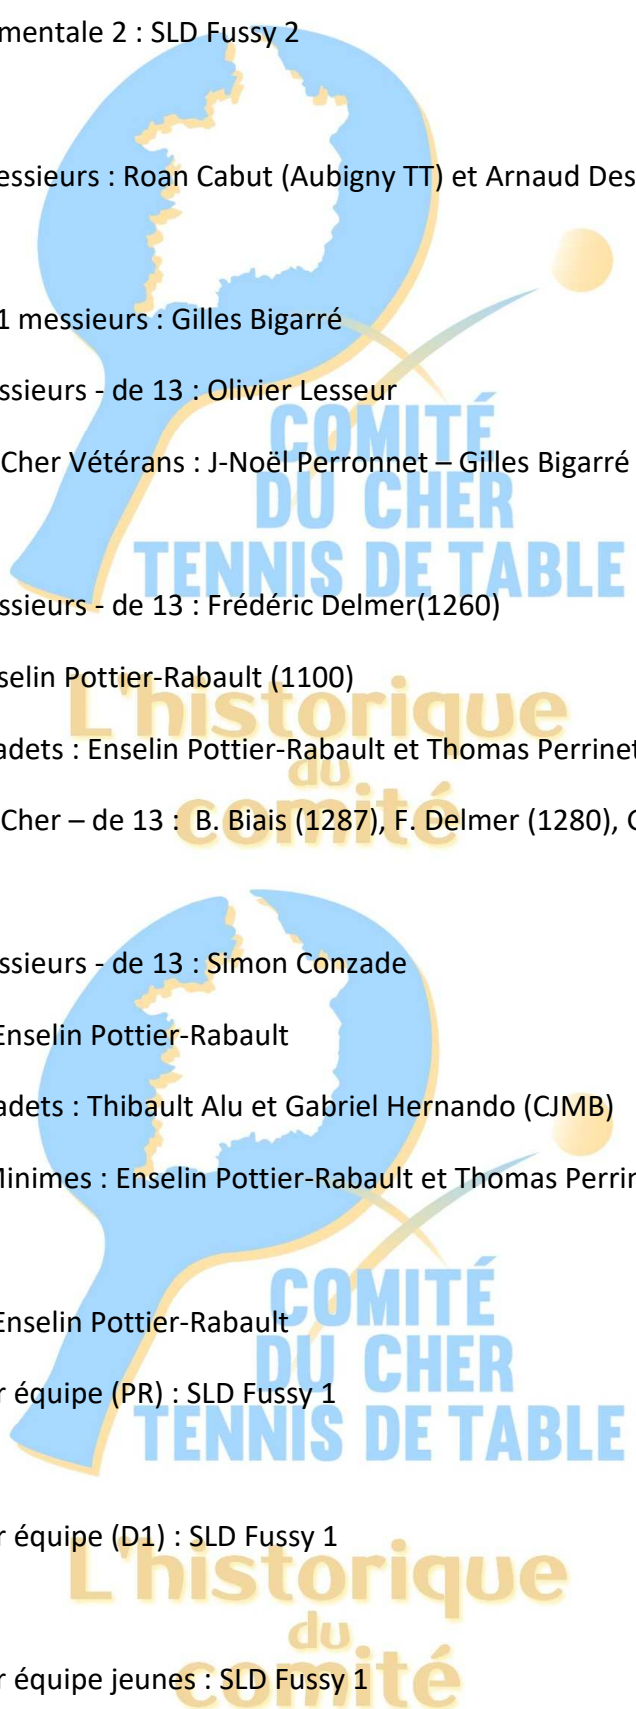 mentale 2 : SLD Fussy 2
essieurs : Roan Cabut (Aubigny TT) et Arnaud Des
1 messieurs : Gilles Bigarré
ssieurs - de 13 : Olivier Lesseur
COMITÉ
Cher Vétérans : J-Noël Perronnet – Gilles Bigarré
DU CHER
TENNIS DE TABLE
ssieurs - de 13 : Frédéric Delmer(1260)
selin Pottier-Rabault (1100)
L'historique
adets : Enselin Pottier-Rabault et Thomas Perrinet
du
comité
Cher – de 13 : B. Biais (1287), F. Delmer (1280),
ssieurs - de 13 : Simon Conzade
Enselin Pottier-Rabault
adets : Thibault Alu et Gabriel Hernando (CJMB)
Minimes : Enselin Pottier-Rabault et Thomas Perrin
COMITÉ
Enselin Pottier-Rabault
DU CHER
r équipe (PR) : SLD Fussy 1
TENNIS DE TABLE
r équipe (D1) : SLD Fussy 1
L'historique
du
comité
r équipe jeunes : SLD Fussy 1